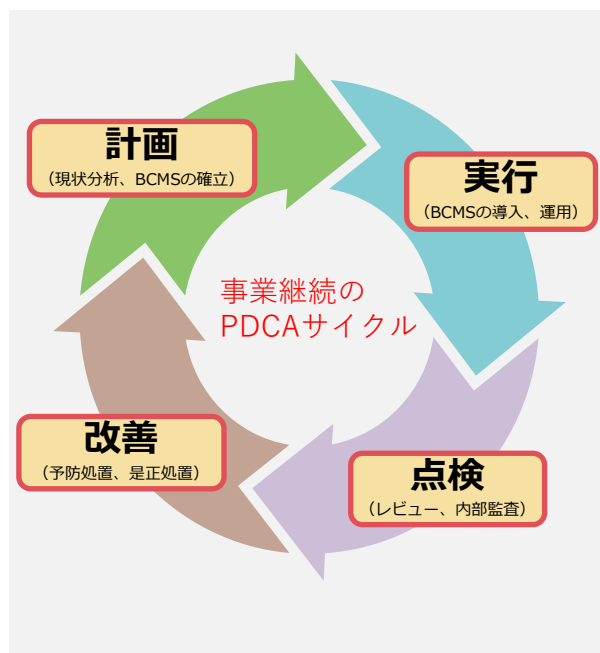 計画
（現状分析、BCMSの確立）
実行
（BCMSの導入、運用）
事業継続の
PDCAサイクル
改善
（予防処置、是正処置）
点検
（レビュー、内部監査）